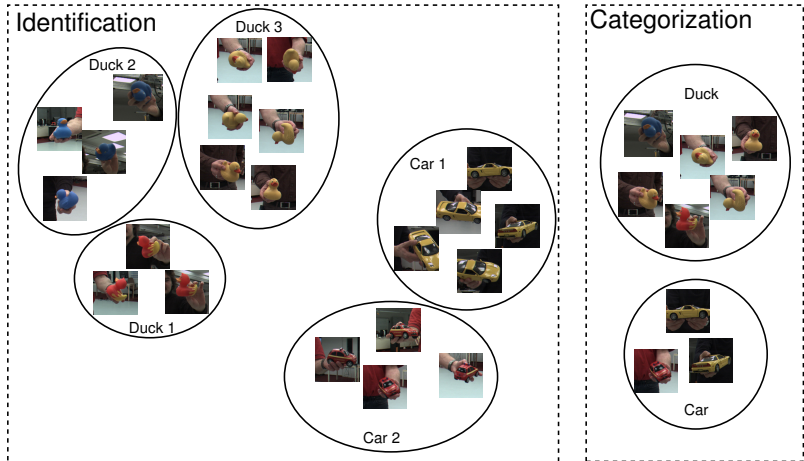 Identification
Duck 3
Duck 2
Car 1
Duck 1
Car 2
Categorization
Duck
Car